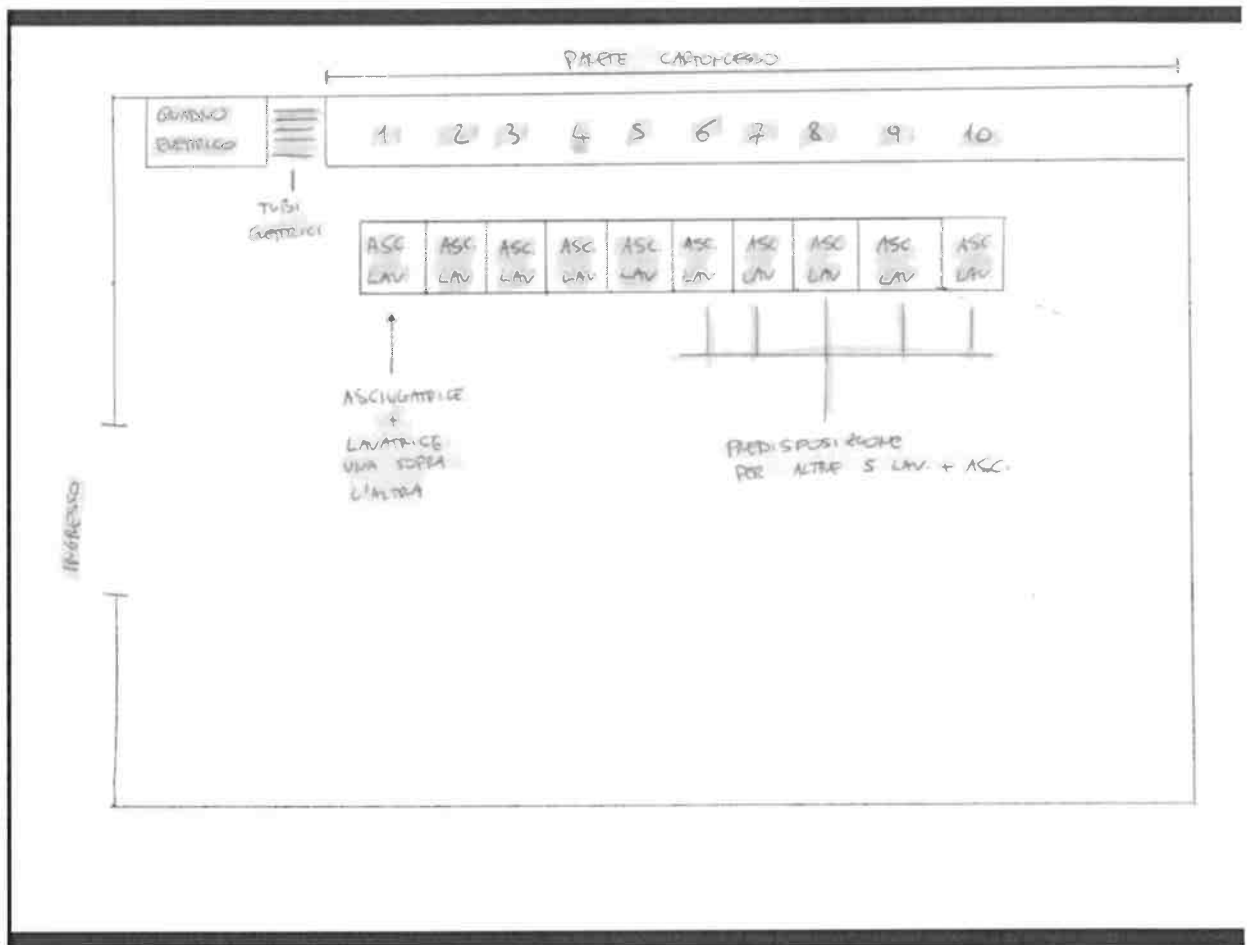 PARETE CARTONGESSO
QUADRO
ELETTRICO
1 2 3 4 5 6 7 8 9 10
TUBI
ELETTRICI
ASC. ASC. ASC. ASC. ASC. ASC. ASC. ASC. ASC. ASC
LAV. LAV LAV LAV LAV LAV LAV LAV LAV LAV
ASCIUGATRICE
+
LAVATRICE
UNA SOPRA
L'ALTRA
PREDISPOSIZIONE
PER ALTRE 5 LAV. + ASC.
INGRESSO